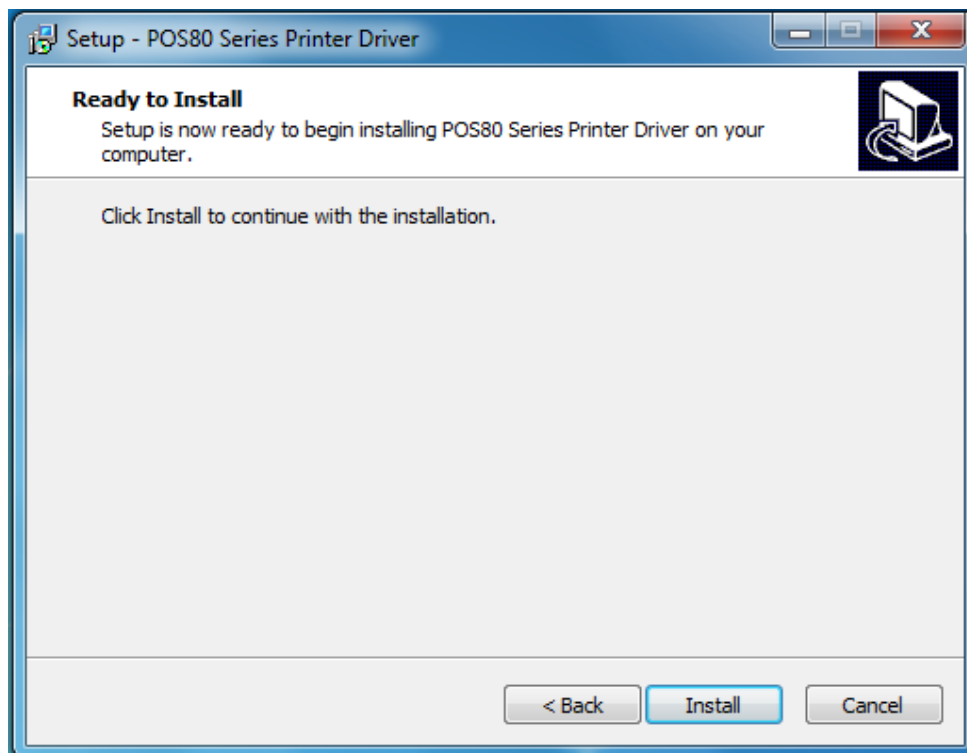 Setup - POS80 Series Printer Driver
Ready to Install
Setup is now ready to begin installing POS80 Series Printer Driver on your
computer.
Click Install to continue with the installation.
< Back Install Cancel